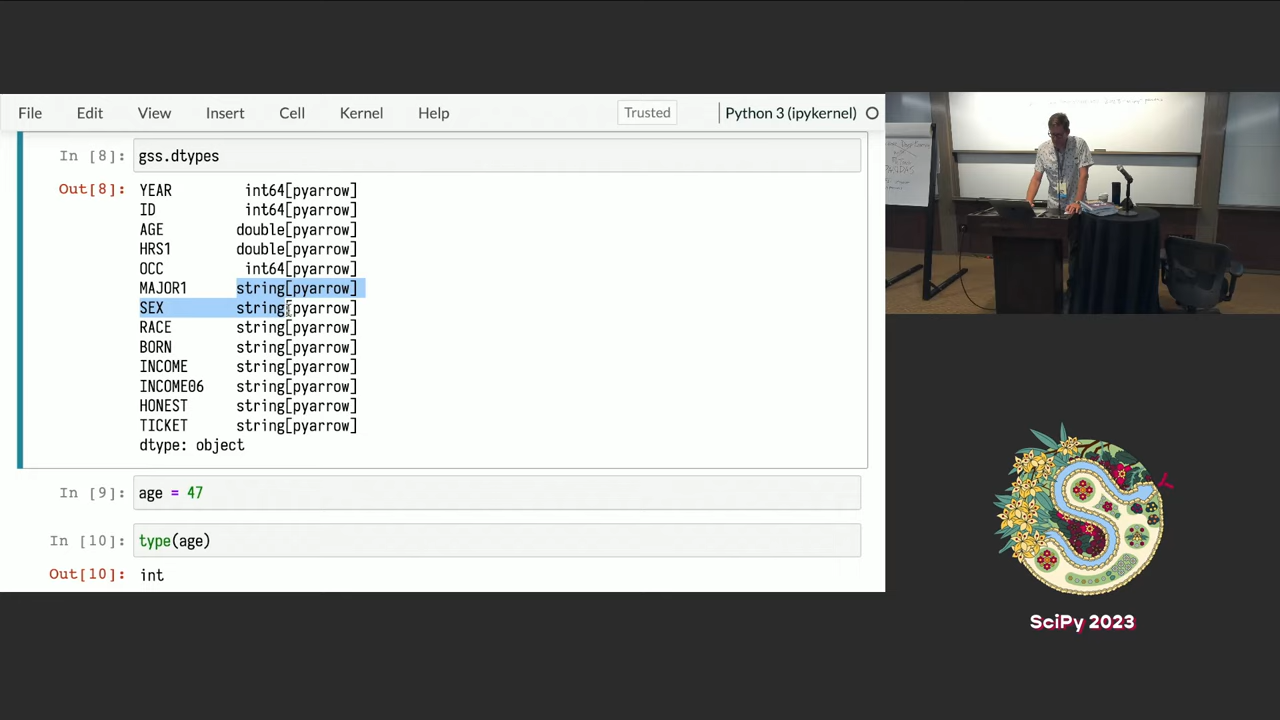 File Edit View Insert Cell Kernel Help Trusted Python 3 (ipykernel)
In [8]: gss.dtypes
Out[8]: YEAR int64[pyarrow]
ID int64[pyarrow]
AGE double[pyarrow]
HRS1 double[pyarrow]
OCC int64[pyarrow]
MAJOR1 string[pyarrow]
SEX string[pyarrow]
RACE string[pyarrow]
BORN string[pyarrow]
INCOME string[pyarrow]
INCOME06 string[pyarrow]
HONEST string[pyarrow]
TICKET string[pyarrow]
dtype: object
In [9]: age = 47
In [10]: type(age)
Out[10]: int
SciPy 2023